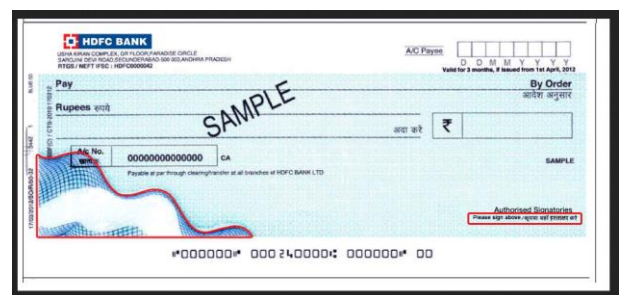 HDFC BANK
USHA KIRAN COMPLEX, GR FLOOR, PARADISE CIRCLE
SAROJINI DEVI ROAD, SECUNDERABAD 500 003, ANDHRA PRADESH
RTGS / NEFT IFSC : HDFC0000042
A/C Payee
D D M M Y Y Y Y
Valid for 3 months, if issued from 1st April, 2012
Pay
By Order
आदेश अनुसार
Rupees रुपये
SAMPLE
अदा करें ₹
A/c No.
00000000000000 CA
SAMPLE
Payable at par through clearing/transfer at all branches of HDFC BANK LTD
Authorised Signatories
Please sign above /
⑈000000⑈ 000240000⑆ 000000⑈ 00